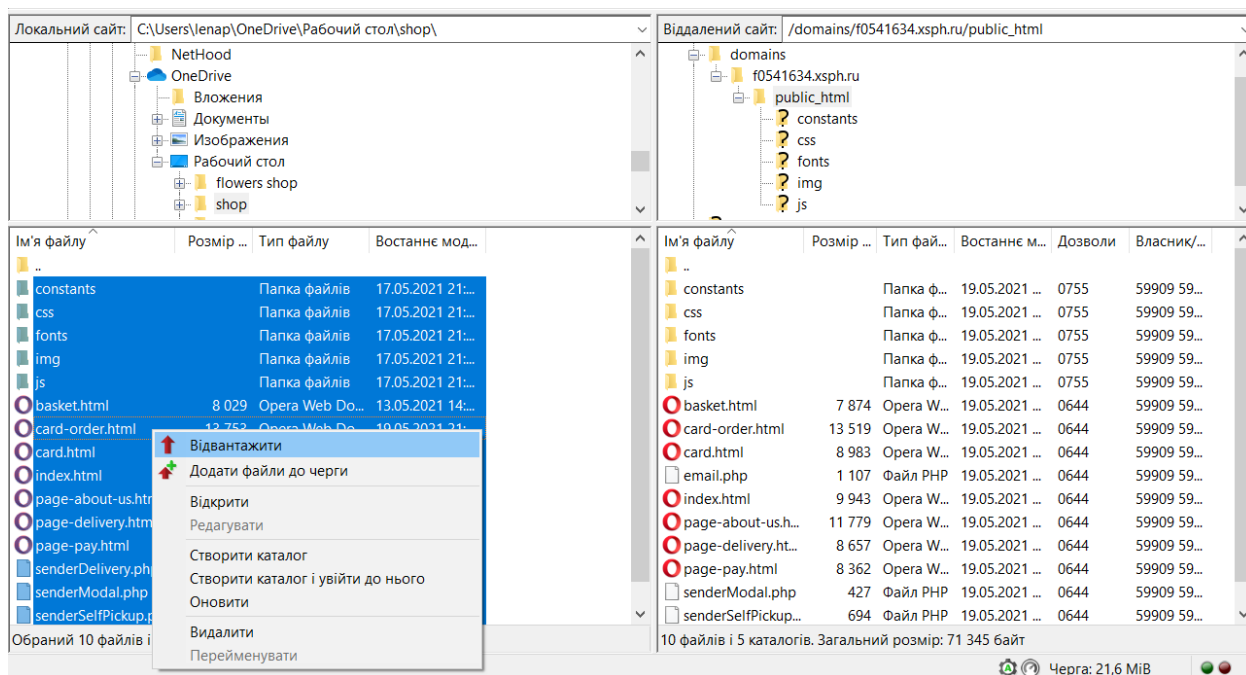 Локальний сайт: C:\Users\lenap\OneDrive\Рабочий стол\shop\
NetHood
OneDrive
Вложения
Документы
Изображения
Рабочий стол
flowers shop
shop
Ім'я файлу Розмір ... Тип файлу Востаннє мод...
..
constants Папка файлів 17.05.2021 21:...
css Папка файлів 17.05.2021 21:...
fonts Папка файлів 17.05.2021 21:...
img Папка файлів 17.05.2021 21:...
js Папка файлів 17.05.2021 21:...
basket.html 8 029 Opera Web Do... 13.05.2021 14:...
card-order.html 13 753 Opera Web Do... 19.05.2021 21:...
card.html
index.html
page-about-us.htm
page-delivery.htm
page-pay.html
senderDelivery.php
senderModal.php
senderSelfPickup.p
Обраний 10 файлів і
Відвантажити
Додати файли до черги
Відкрити
Редагувати
Створити каталог
Створити каталог і увійти до нього
Оновити
Видалити
Перейменувати
Віддалений сайт: /domains/f0541634.xsph.ru/public_html
domains
f0541634.xsph.ru
public_html
constants
css
fonts
img
js
Ім'я файлу Розмір ... Тип фай... Востаннє м... Дозволи Власник/...
..
constants Папка ф... 19.05.2021 ... 0755 59909 59...
css Папка ф... 19.05.2021 ... 0755 59909 59...
fonts Папка ф... 19.05.2021 ... 0755 59909 59...
img Папка ф... 19.05.2021 ... 0755 59909 59...
js Папка ф... 19.05.2021 ... 0755 59909 59...
basket.html 7 874 Opera W... 19.05.2021 ... 0644 59909 59...
card-order.html 13 519 Opera W... 19.05.2021 ... 0644 59909 59...
card.html 8 983 Opera W... 19.05.2021 ... 0644 59909 59...
email.php 1 107 Файл PHP 19.05.2021 ... 0644 59909 59...
index.html 9 943 Opera W... 19.05.2021 ... 0644 59909 59...
page-about-us.h... 11 779 Opera W... 19.05.2021 ... 0644 59909 59...
page-delivery.ht... 8 657 Opera W... 19.05.2021 ... 0644 59909 59...
page-pay.html 8 362 Opera W... 19.05.2021 ... 0644 59909 59...
senderModal.php 427 Файл PHP 19.05.2021 ... 0644 59909 59...
senderSelfPickup... 694 Файл PHP 19.05.2021 ... 0644 59909 59...
10 файлів і 5 каталогів. Загальний розмір: 71 345 байт
Черга: 21,6 MiB